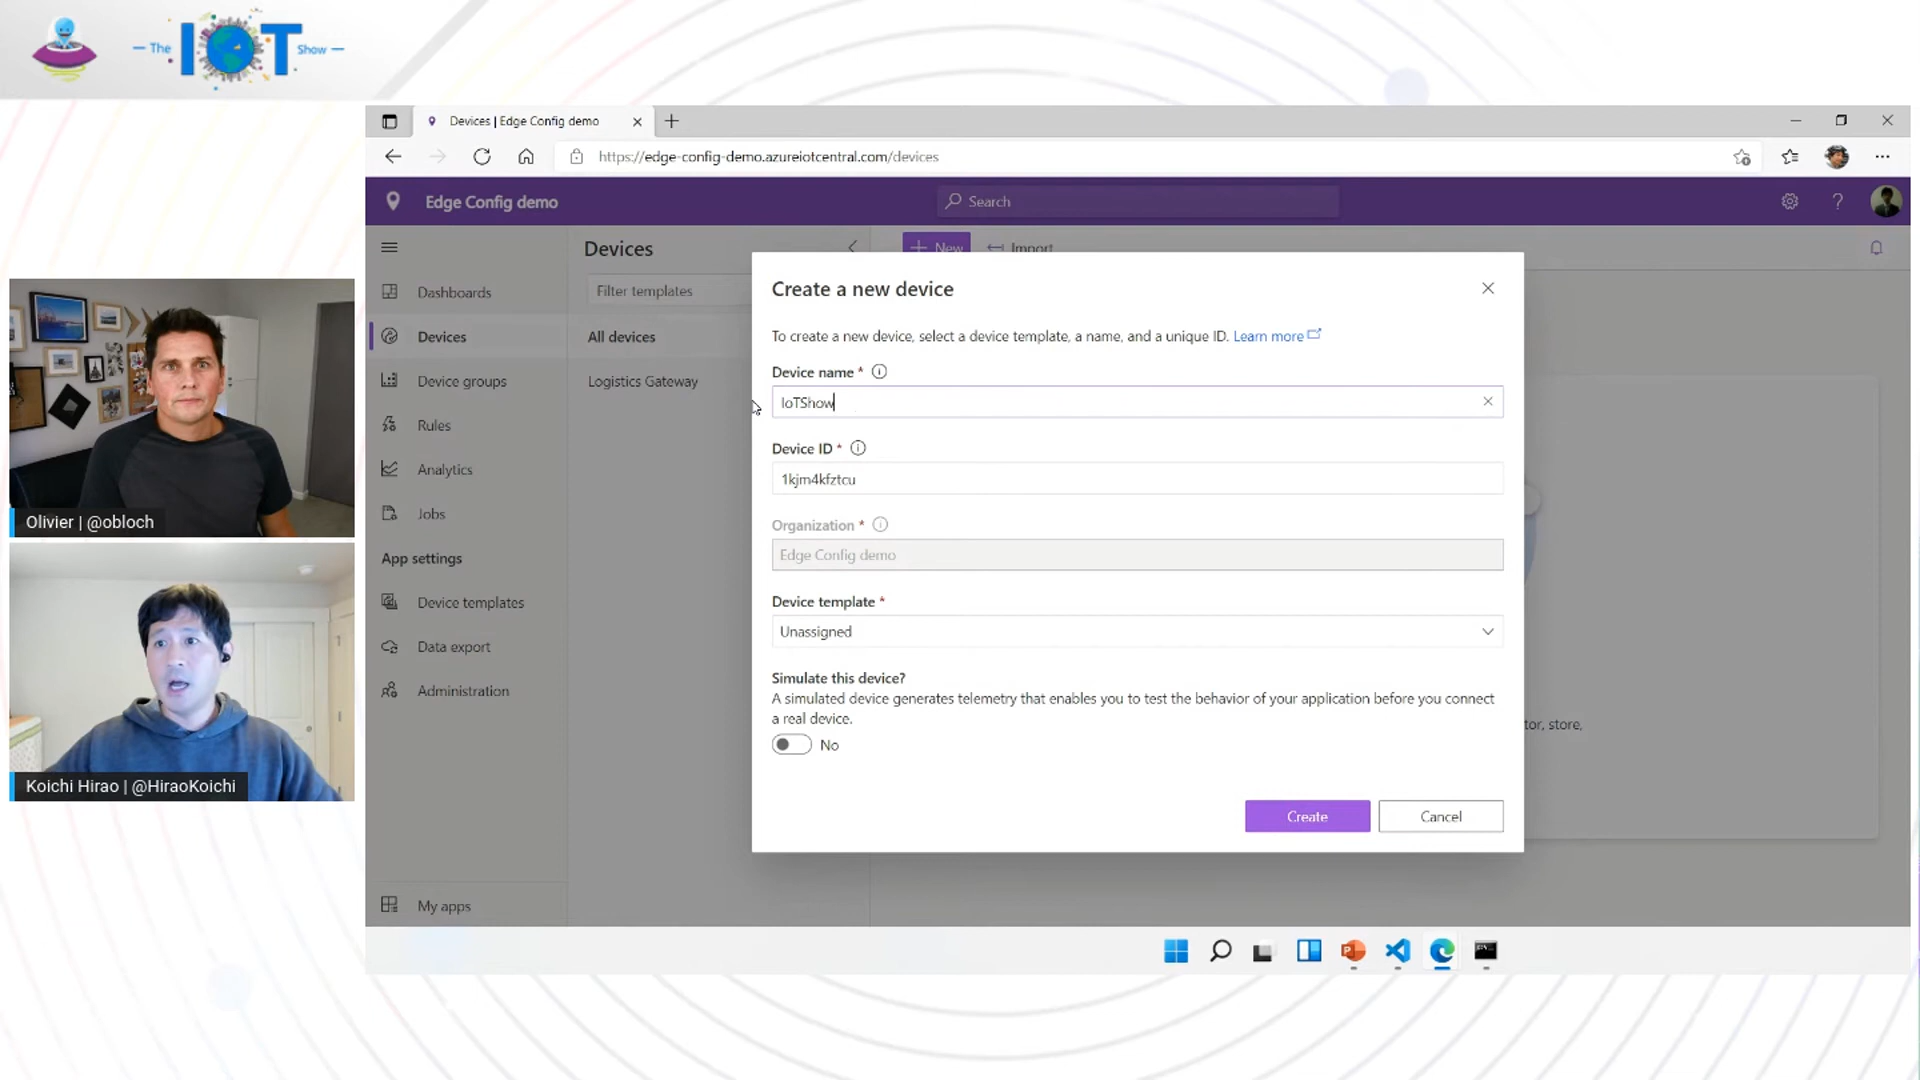 The IOT Show
Devices | Edge Config demo
https://edge-config-demo.azureiotcentral.com/devices
Edge Config demo
Search
Devices
New
Import
Filter templates
Dashboards
Devices
Device groups
Rules
Analytics
Jobs
App settings
Device templates
Data export
Administration
My apps
All devices
Logistics Gateway
Create a new device
To create a new device, select a device template, a name, and a unique ID. Learn more
Device name *
IoTShow
Device ID *
1kjm4kfztcu
Organization *
Edge Config demo
Device template *
Unassigned
Simulate this device?
A simulated device generates telemetry that enables you to test the behavior of your application before you connect
a real device.
No
Create
Cancel
tor, store,
Olivier | @obloch
Koichi Hirao | @HiraoKoichi